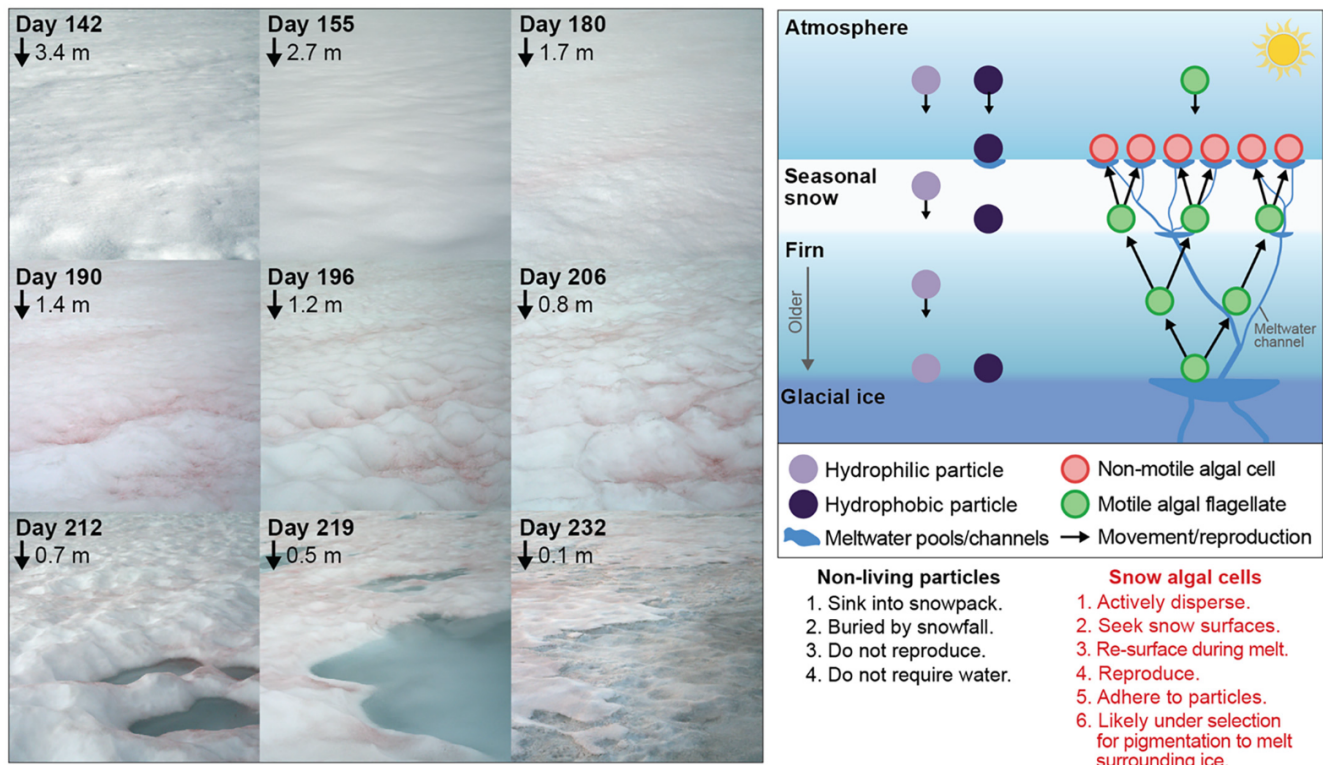 Day 142
3.4 m
Day 155
2.7 m
Day 180
1.7 m
Day 190
1.4 m
Day 196
1.2 m
Day 206
0.8 m
Day 212
0.7 m
Day 219
0.5 m
Day 232
0.1 m
Atmosphere
Seasonal
snow
Firn
Older
Meltwater
channel
Glacial ice
Hydrophilic particle
Hydrophobic particle
Meltwater pools/channels
Non-motile algal cell
Motile algal flagellate
Movement/reproduction
Non-living particles
1. Sink into snowpack.
2. Buried by snowfall.
3. Do not reproduce.
4. Do not require water.
Snow algal cells
1. Actively disperse.
2. Seek snow surfaces.
3. Re-surface during melt.
4. Reproduce.
5. Adhere to particles.
6. Likely under selection
for pigmentation to melt
surrounding ice